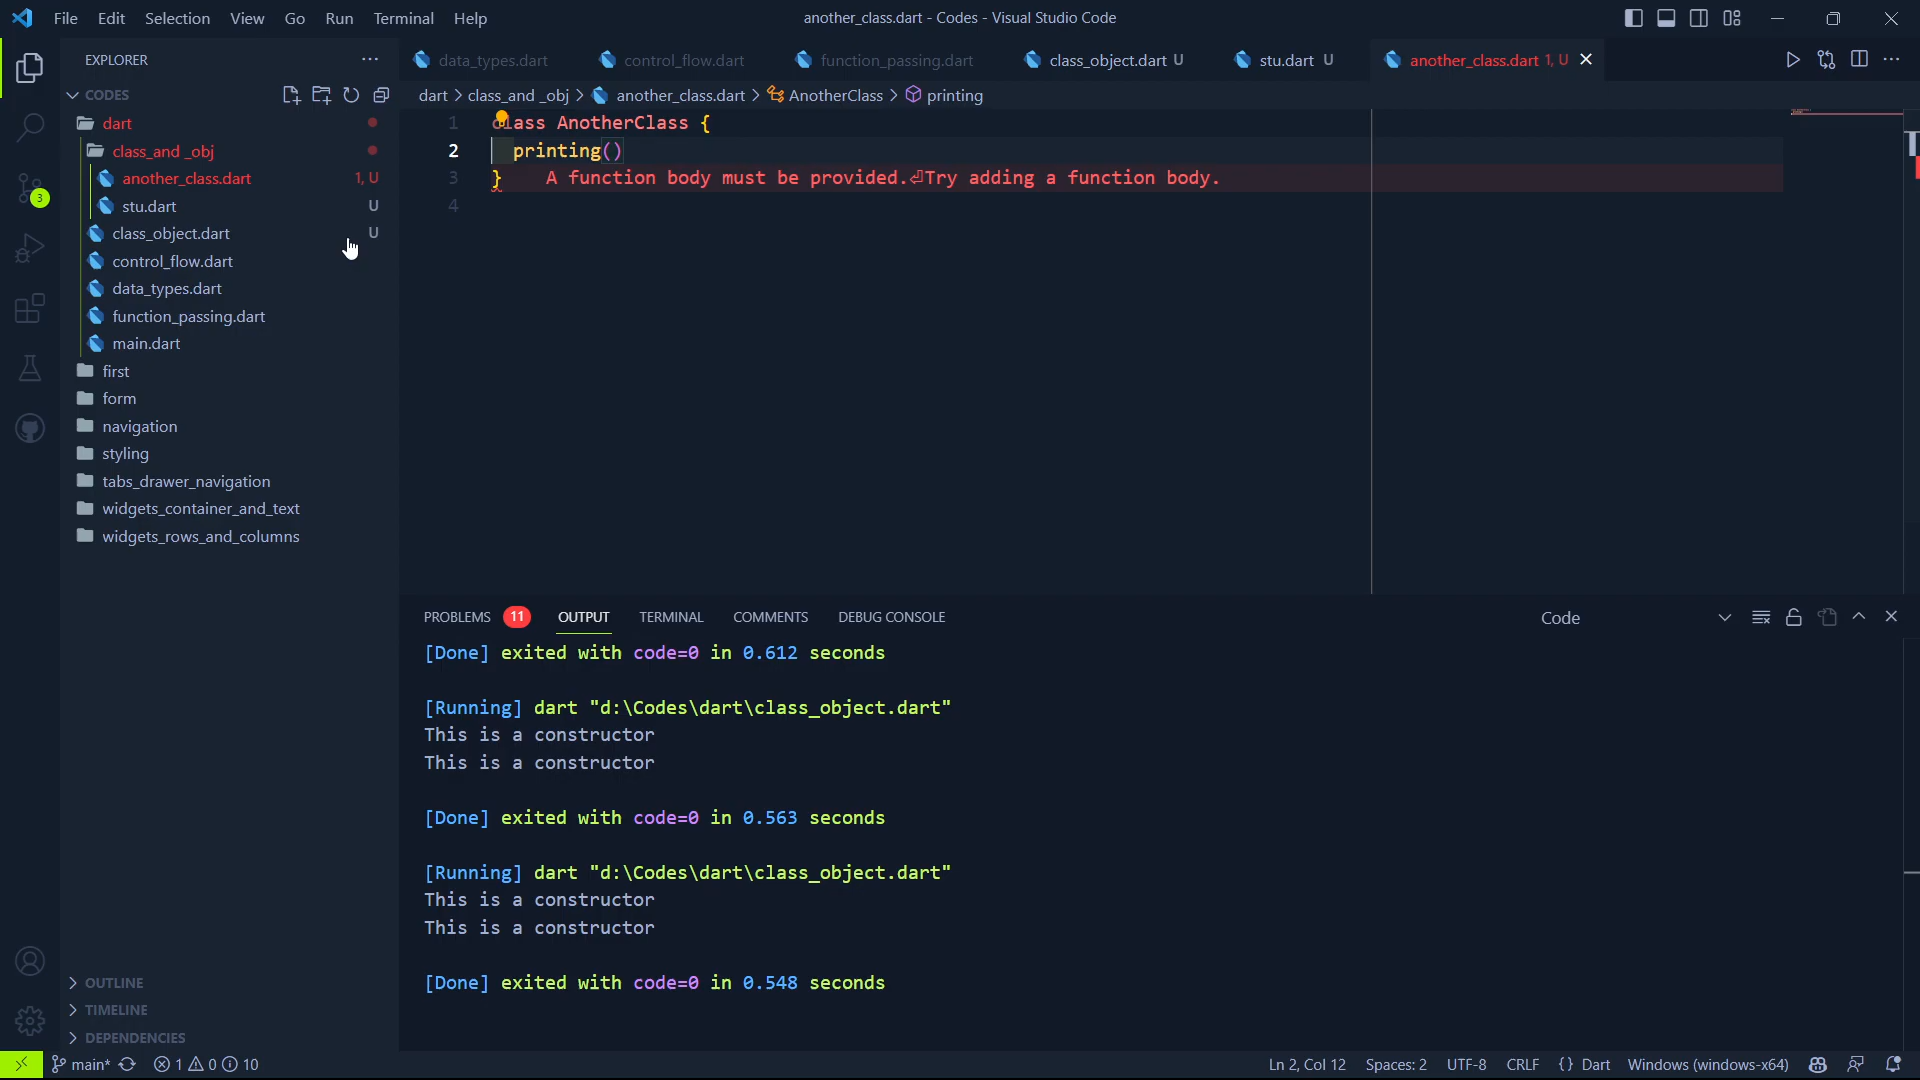 File Edit Selection View Go Run Terminal Help
another_class.dart - Codes - Visual Studio Code
EXPLORER
data_types.dart
control_flow.dart
function_passing.dart
class_object.dart U
stu.dart U
another_class.dart 1, U
CODES
dart > class_and _obj > another_class.dart > AnotherClass > printing
dart
class_and _obj
another_class.dart 1, U
stu.dart U
class_object.dart U
control_flow.dart
data_types.dart
function_passing.dart
main.dart
first
form
navigation
styling
tabs_drawer_navigation
widgets_container_and_text
widgets_rows_and_columns
3
OUTLINE
TIMELINE
DEPENDENCIES
1 class AnotherClass {
2 printing()
3 } A function body must be provided.⏎Try adding a function body.
4
PROBLEMS 11 OUTPUT TERMINAL COMMENTS DEBUG CONSOLE
Code
[Done] exited with code=0 in 0.612 seconds
[Running] dart "d:\Codes\dart\class_object.dart"
This is a constructor
This is a constructor
[Done] exited with code=0 in 0.563 seconds
[Running] dart "d:\Codes\dart\class_object.dart"
This is a constructor
This is a constructor
[Done] exited with code=0 in 0.548 seconds
main* 1 0 10
Ln 2, Col 12 Spaces: 2 UTF-8 CRLF {} Dart Windows (windows-x64)